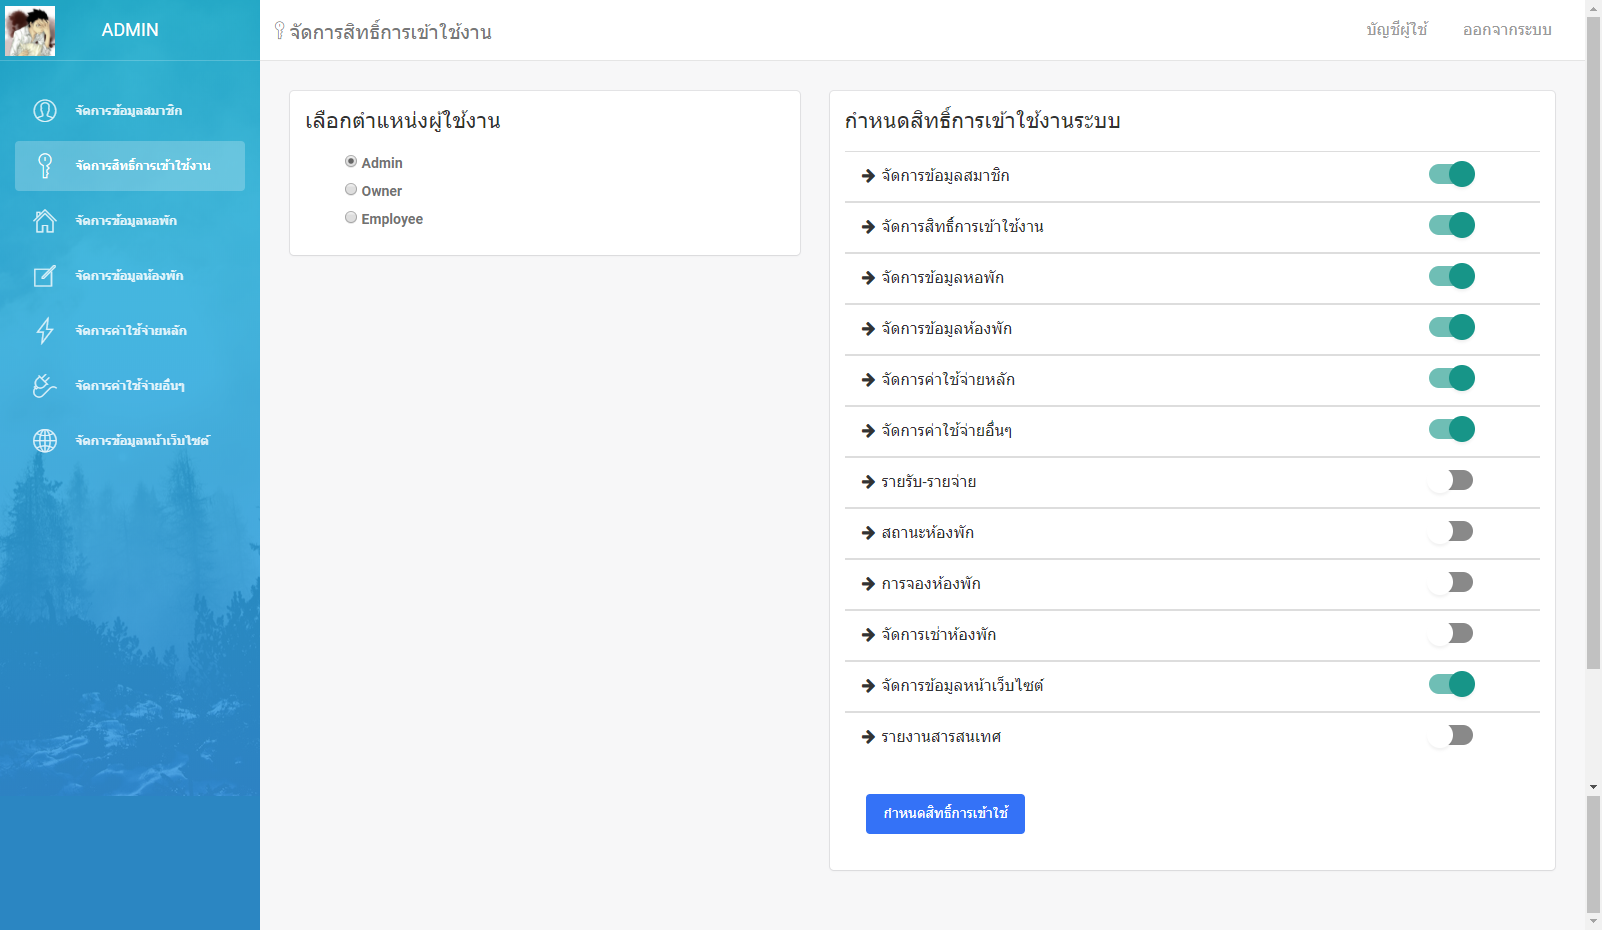 ADMIN
จัดการสิทธิ์การเข้าใช้งาน
บัญชีผู้ใช้
ออกจากระบบ
จัดการข้อมูลสมาชิก
จัดการสิทธิ์การเข้าใช้งาน
จัดการข้อมูลหอพัก
จัดการข้อมูลห้องพัก
จัดการค่าใช้จ่ายหลัก
จัดการค่าใช้จ่ายอื่นๆ
จัดการข้อมูลหน้าเว็บไซต์
เลือกตำแหน่งผู้ใช้งาน
Admin
Owner
Employee
กำหนดสิทธิ์การเข้าใช้งานระบบ
จัดการข้อมูลสมาชิก
จัดการสิทธิ์การเข้าใช้งาน
จัดการข้อมูลหอพัก
จัดการข้อมูลห้องพัก
จัดการค่าใช้จ่ายหลัก
จัดการค่าใช้จ่ายอื่นๆ
รายรับ-รายจ่าย
สถานะห้องพัก
การจองห้องพัก
จัดการเช่าห้องพัก
จัดการข้อมูลหน้าเว็บไซต์
รายงานสารสนเทศ
กำหนดสิทธิ์การเข้าใช้